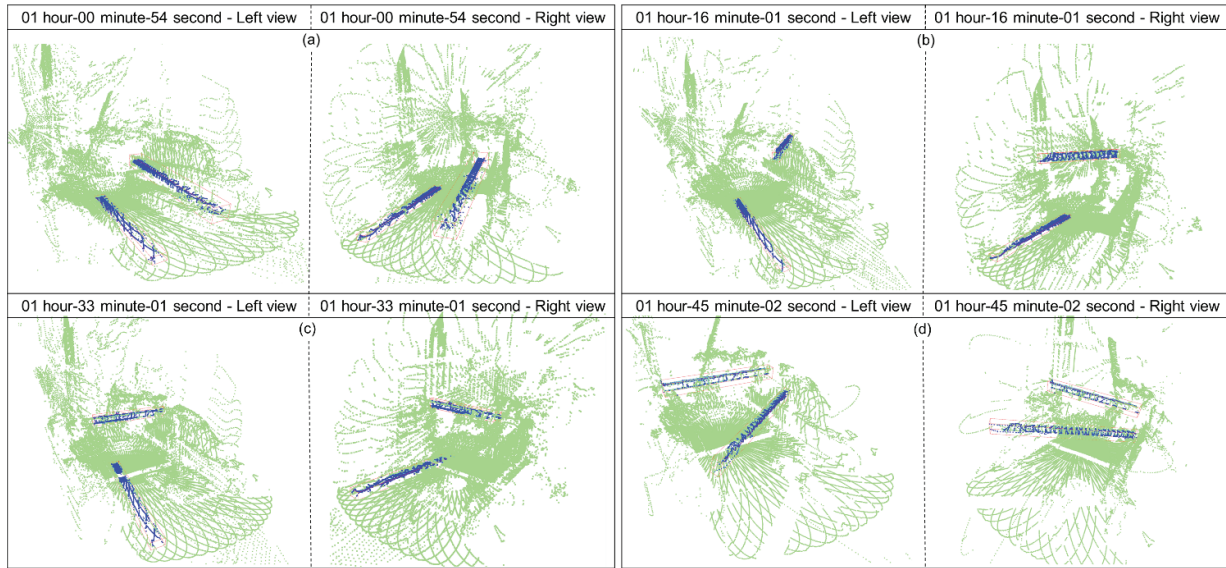 01 hour-00 minute-54 second - Left view
01 hour-00 minute-54 second - Right view
(a)
01 hour-16 minute-01 second - Left view
01 hour-16 minute-01 second - Right view
(b)
01 hour-33 minute-01 second - Left view
01 hour-33 minute-01 second - Right view
(c)
01 hour-45 minute-02 second - Left view
01 hour-45 minute-02 second - Right view
(d)